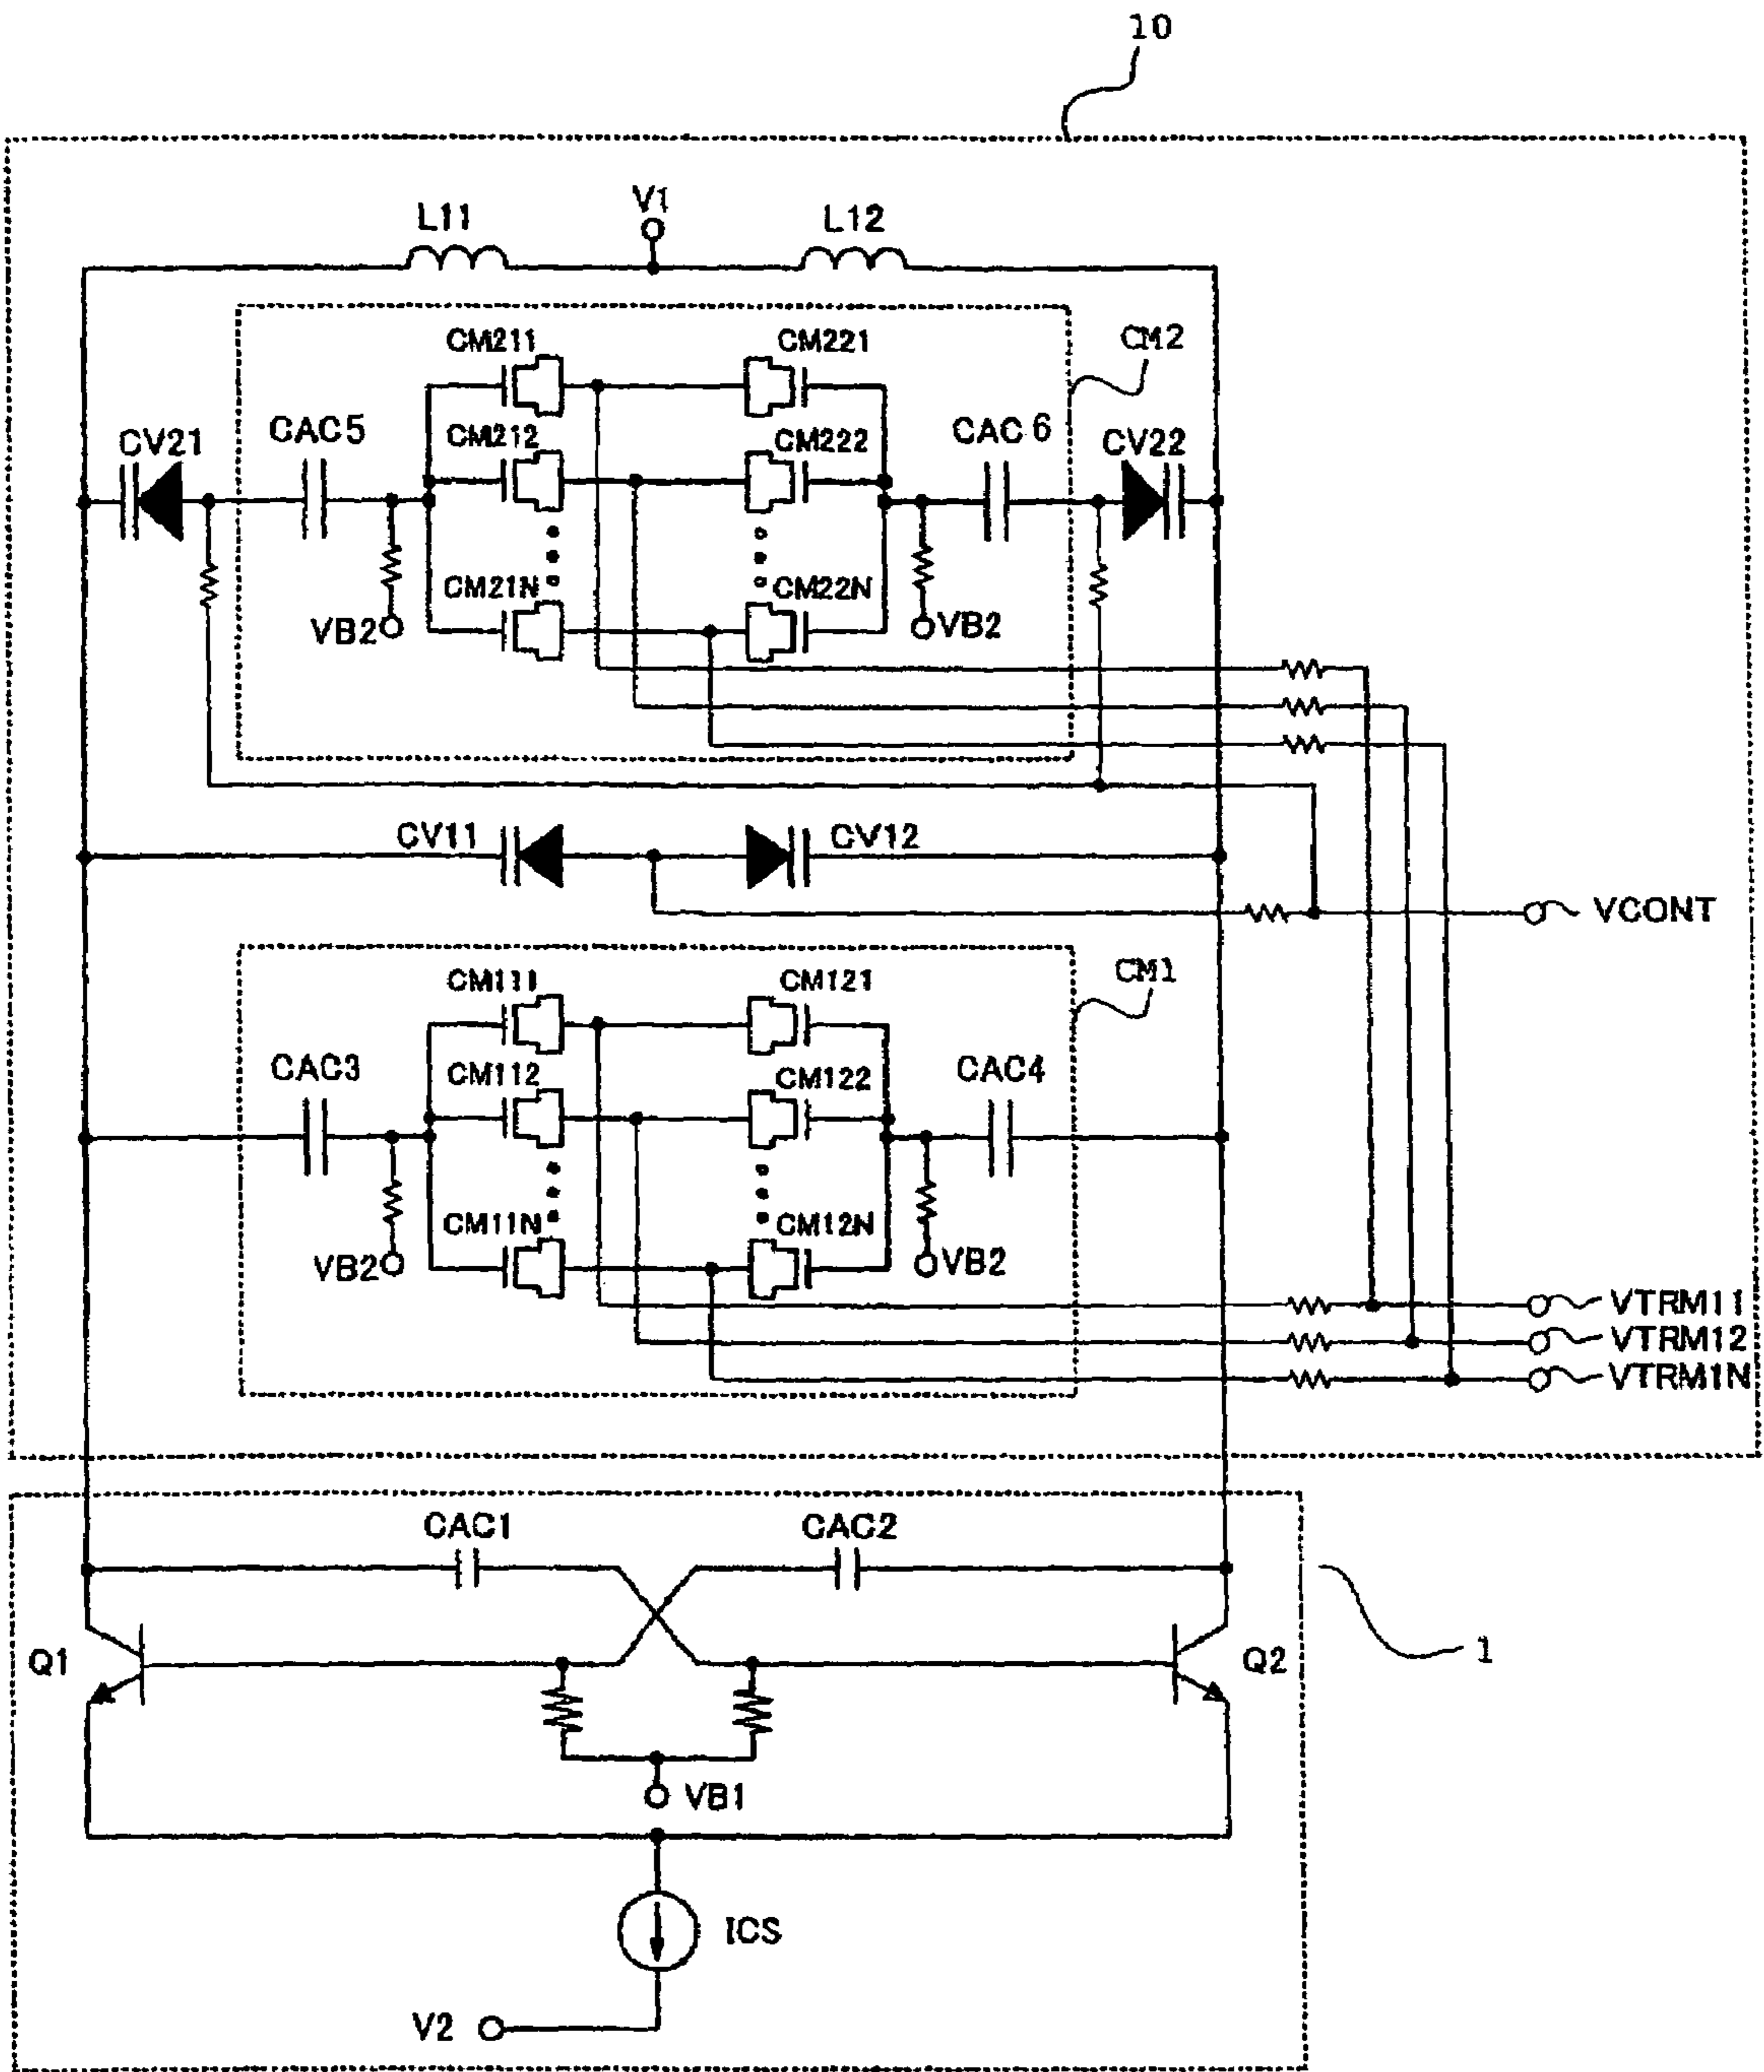 10
V1
L11
L12
CM211
CM221
CM2
CV21
CAC5
CM212
CM222
CAC6
CV22
CM21N
CM22N
VB2
VB2
CV11
CV12
VCONT
CM111
CM121
CM1
CAC3
CM112
CM122
CAC4
CM11N
CM12N
VB2
VB2
VTRM11
VTRM12
VTRM1N
CAC1
CAC2
Q1
Q2
1
VB1
ICS
V2